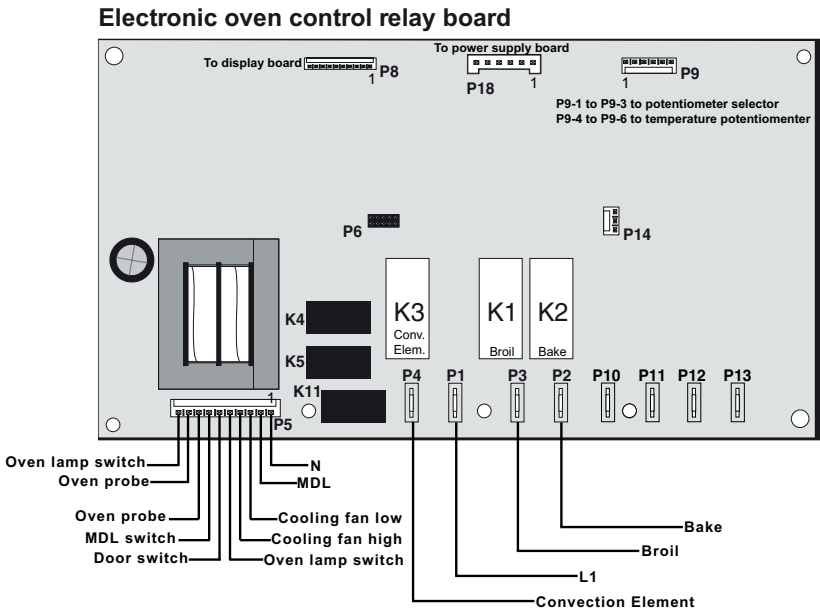 Electronic oven control relay board
To display board
1
P8
To power supply board
P18
1
1
P9
P9-1 to P9-3 to potentiometer selector
P9-4 to P9-6 to temperature potentiomenter
P6
P14
K4
K5
K11
K3
Conv.
Elem.
K1
Broil
K2
Bake
P4
P1
P3
P2
P10
P11
P12
P13
1
P5
Oven lamp switch
N
Oven probe
MDL
Oven probe
Cooling fan low
MDL switch
Cooling fan high
Door switch
Oven lamp switch
Bake
Broil
L1
Convection Element